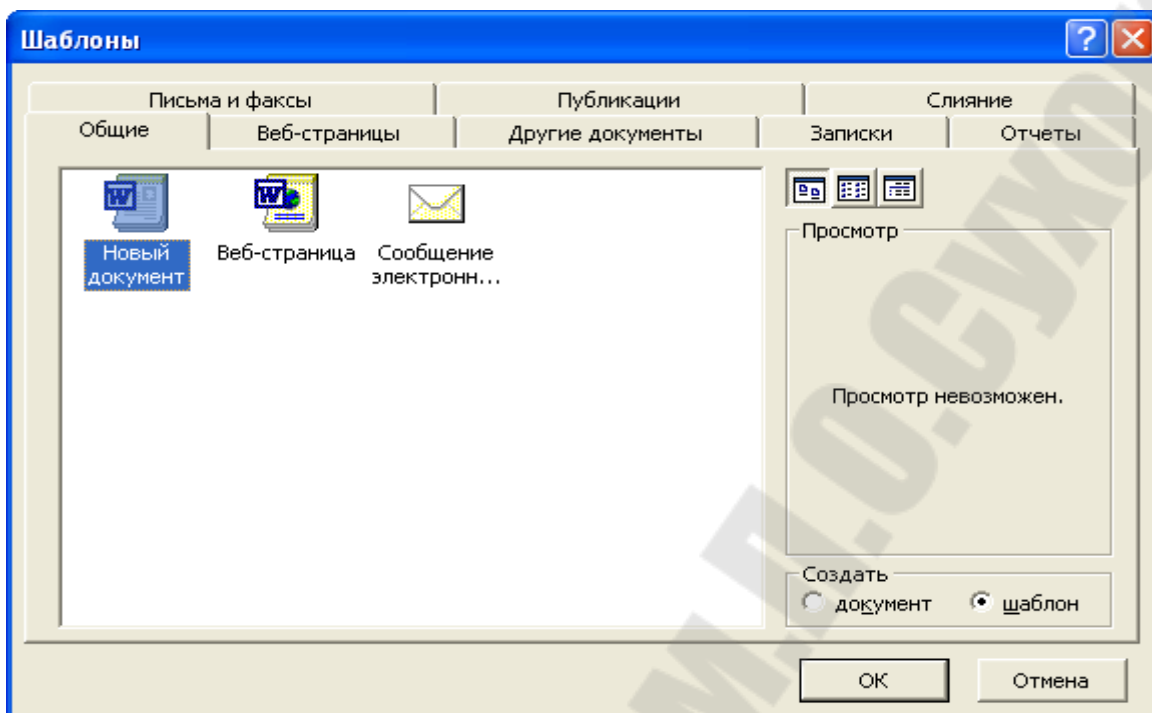 Шаблоны
Письма и факсы Публикации Слияние
Общие Веб-страницы Другие документы Записки Отчеты
Новый документ
Веб-страница
Сообщение электронн...
Просмотр
Просмотр невозможен.
Создать
документ шаблон
ОК Отмена
М.П.О.Сухо